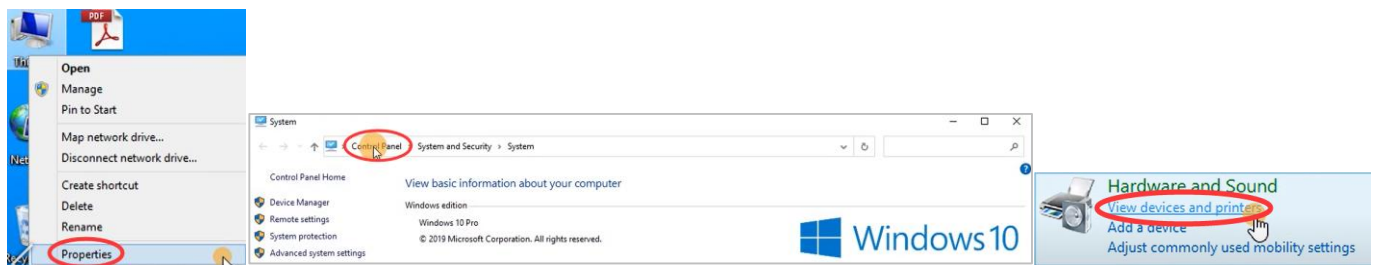 PDF
Open
Manage
Pin to Start
Map network drive...
Disconnect network drive...
Create shortcut
Delete
Rename
Properties
System
Control Panel > System and Security > System
Control Panel Home
View basic information about your computer
Device Manager
Windows edition
Remote settings
Windows 10 Pro
System protection
© 2019 Microsoft Corporation. All rights reserved.
Advanced system settings
Windows 10
Hardware and Sound
View devices and printers
Add a device
Adjust commonly used mobility settings